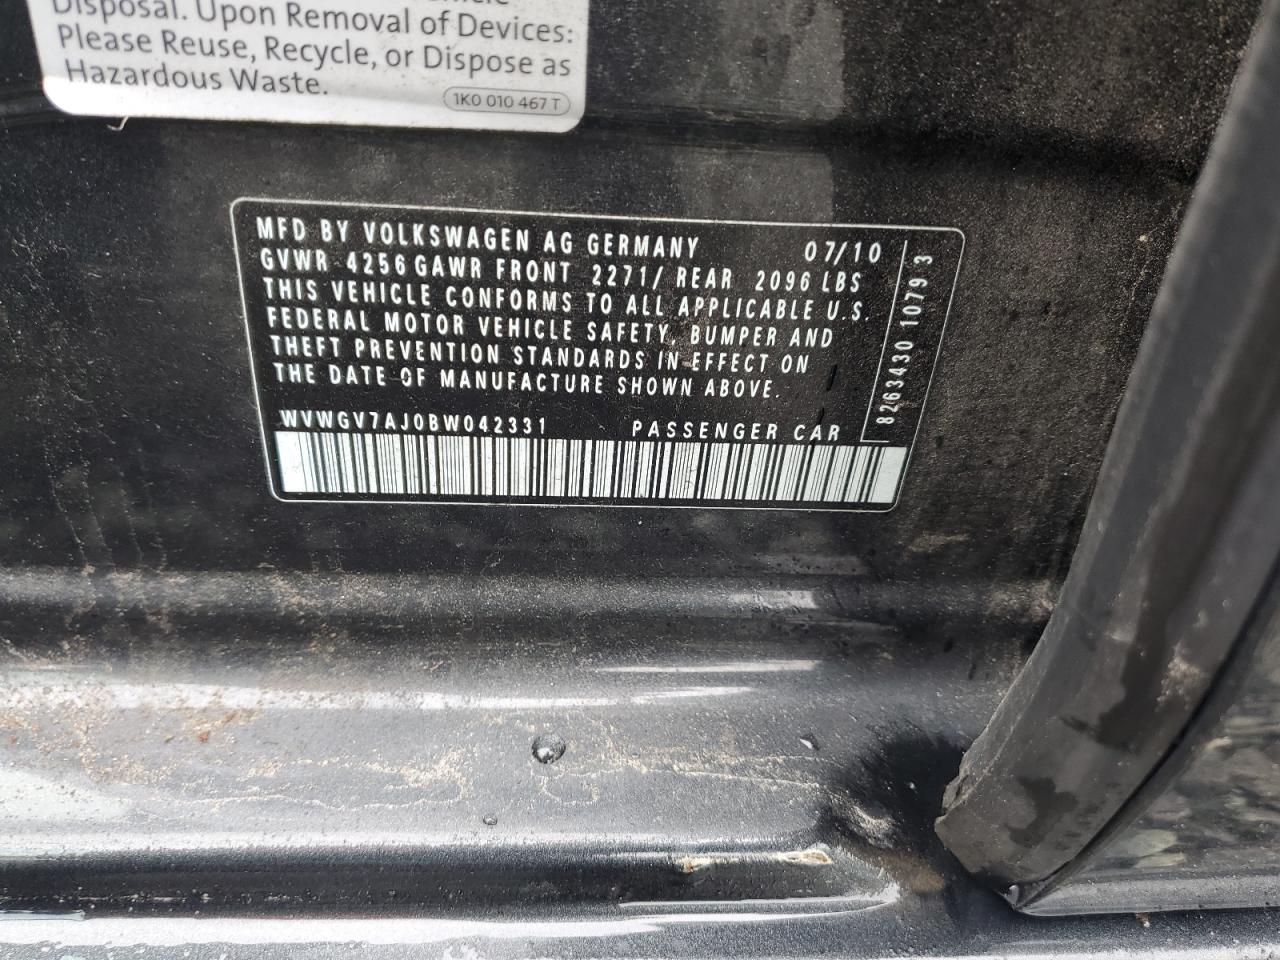 Disposal. Upon Removal of Devices:
Please Reuse, Recycle, or Dispose as
Hazardous Waste.
1K0 010 467 T
MFD BY VOLKSWAGEN AG GERMANY 07/10
GVWR 4256 GAWR FRONT 2271/ REAR 2096 LBS
THIS VEHICLE CONFORMS TO ALL APPLICABLE U.S.
FEDERAL MOTOR VEHICLE SAFETY, BUMPER AND
THEFT PREVENTION STANDARDS IN EFFECT ON
THE DATE OF MANUFACTURE SHOWN ABOVE.
WVWGV7AJ0BW042331 PASSENGER CAR
8263430 1079 3